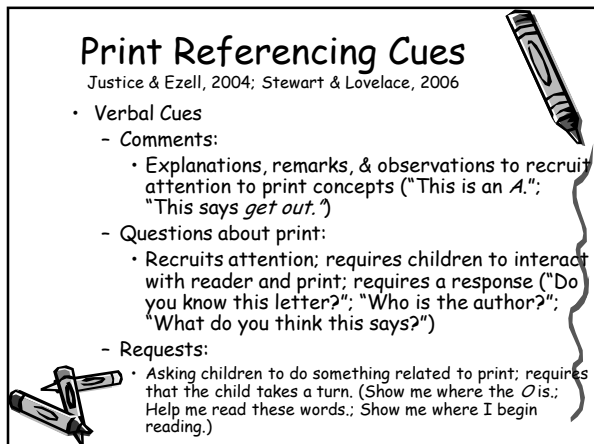 Print Referencing Cues
Justice & Ezell, 2004; Stewart & Lovelace, 2006
• Verbal Cues
– Comments:
• Explanations, remarks, & observations to recruit
attention to print concepts (“This is an A.”;
“This says get out.”)
– Questions about print:
• Recruits attention; requires children to interact
with reader and print; requires a response (“Do
you know this letter?”; “Who is the author?”;
“What do you think this says?”)
– Requests:
• Asking children to do something related to print; requires
that the child takes a turn. (Show me where the O is.;
Help me read these words.; Show me where I begin
reading.)